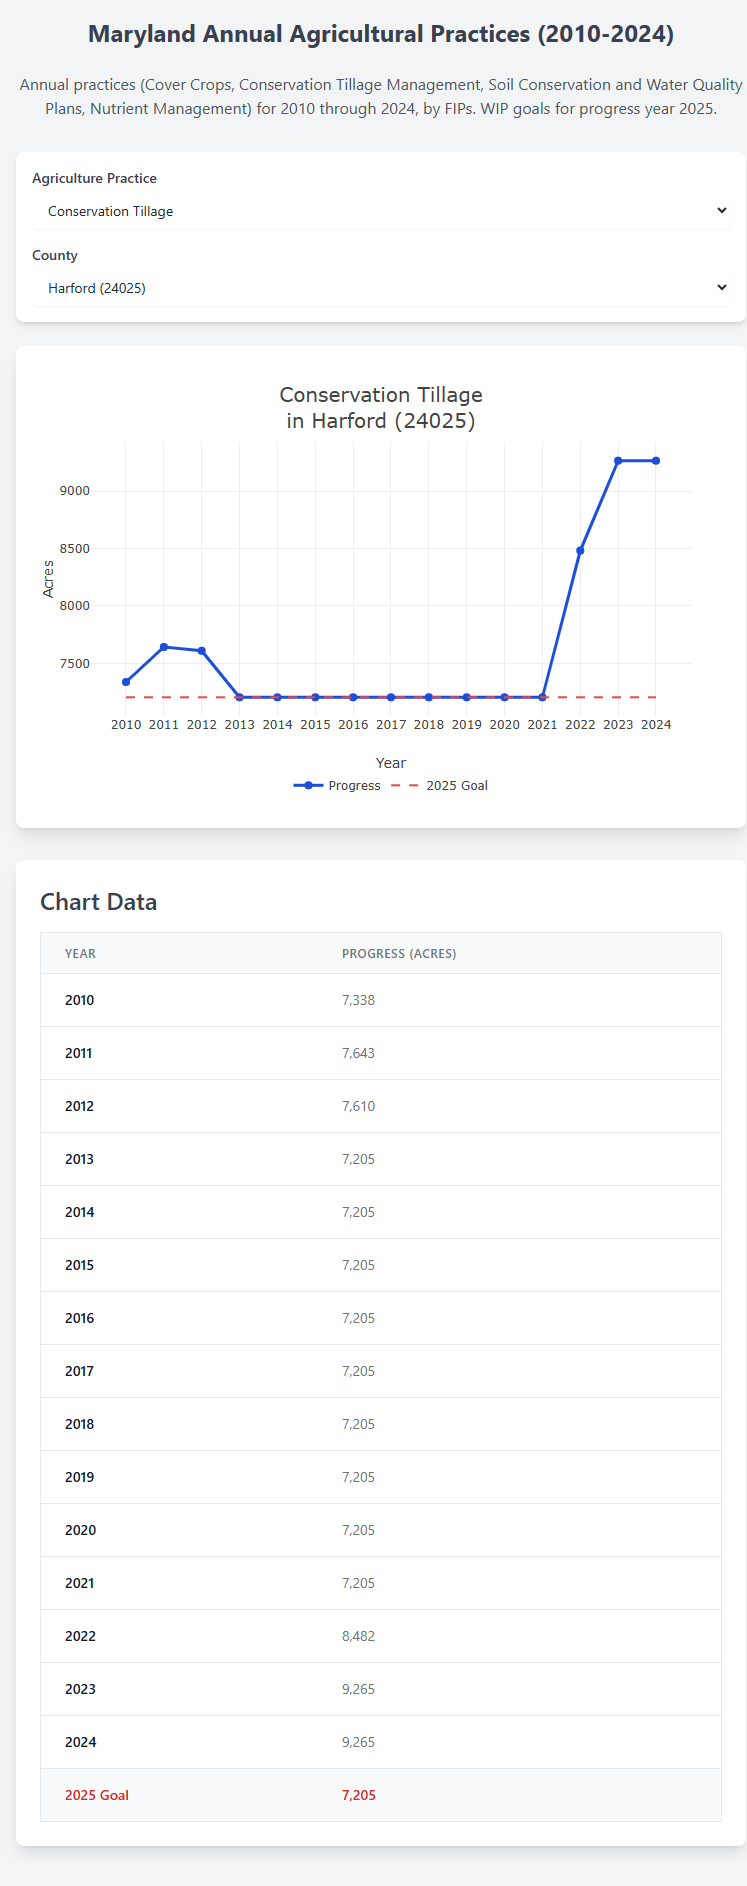 Maryland Annual Agricultural Practices (2010-2024)
Annual practices (Cover Crops, Conservation Tillage Management, Soil Conservation and Water Quality
Plans, Nutrient Management) for 2010 through 2024, by FIPs. WIP goals for progress year 2025.
Agriculture Practice
Conservation Tillage
County
Harford (24025)
Conservation Tillage
in Harford (24025)
9000
8500
8000
7500
Acres
2010 2011 2012 2013 2014 2015 2016 2017 2018 2019 2020 2021 2022 2023 2024
Year
Progress 2025 Goal
Chart Data
YEAR PROGRESS (ACRES)
2010 7,338
2011 7,643
2012 7,610
2013 7,205
2014 7,205
2015 7,205
2016 7,205
2017 7,205
2018 7,205
2019 7,205
2020 7,205
2021 7,205
2022 8,482
2023 9,265
2024 9,265
2025 Goal 7,205